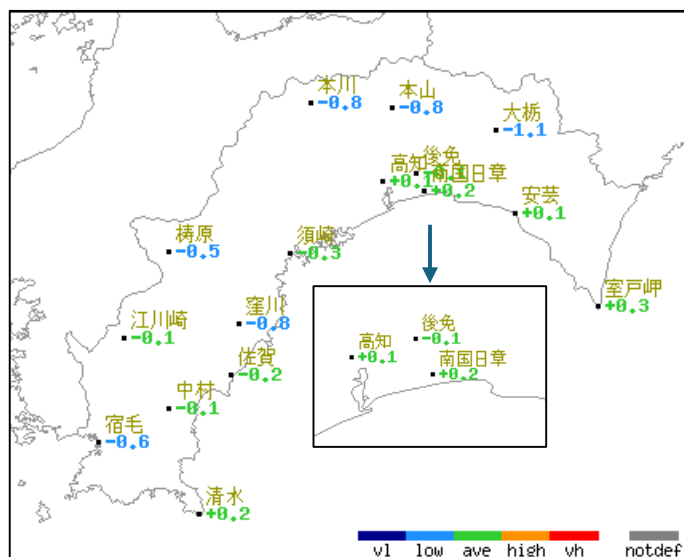 本川
-0.8
本山
-0.8
大栃
-1.1
高知
+0.1
後免
-0.1
南国日章
+0.2
安芸
+0.1
梼原
-0.5
須崎
-0.3
室戸岬
+0.3
江川崎
-0.1
窪川
-0.8
佐賀
-0.2
中村
-0.1
宿毛
-0.6
清水
+0.2
後免
-0.1
高知
+0.1
南国日章
+0.2
vl low ave high vh notdef